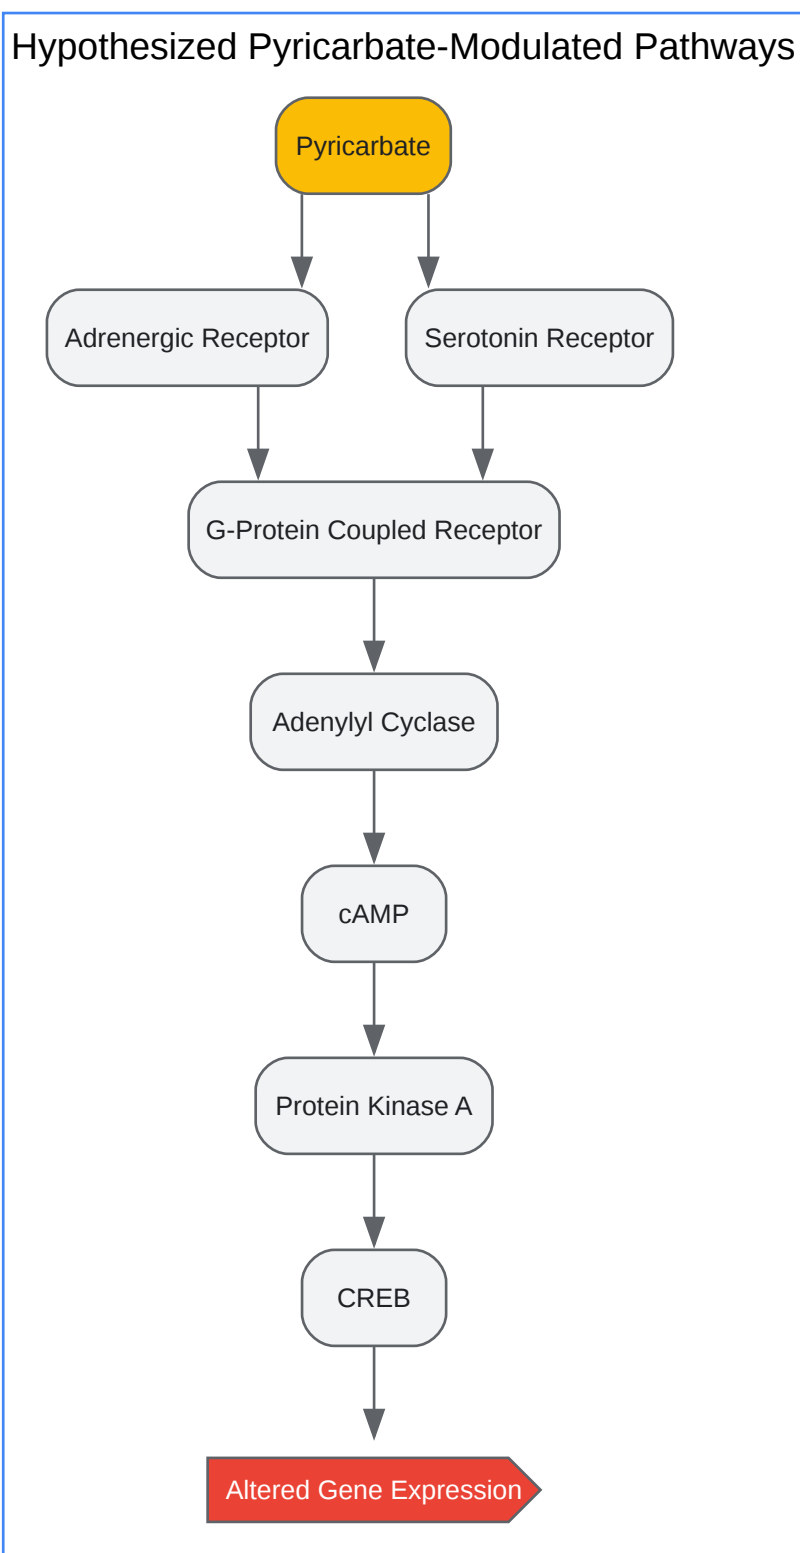 Hypothesized Pyricarbate-Modulated Pathways
Pyricarbate
Adrenergic Receptor
Serotonin Receptor
G-Protein Coupled Receptor
Adenylyl Cyclase
cAMP
Protein Kinase A
CREB
Altered Gene Expression